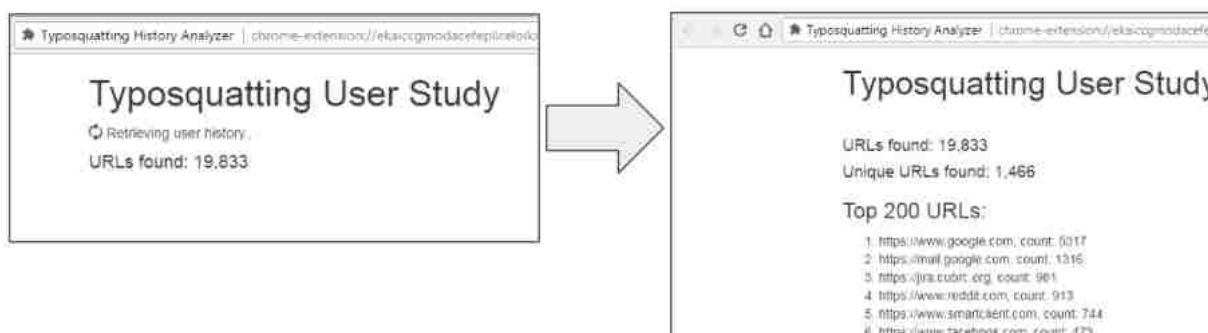 Typosquatting History Analyzer | chrome-extension://
Typosquatting User Study
Retrieving user history...
URLs found: 19,833
Typosquatting History Analyzer | chrome-extension://
Typosquatting User Study
URLs found: 19,833
Unique URLs found: 1,466
Top 200 URLs:
1. https://www.google.com, count: 5317
2. https://mail.google.com, count: 1316
3. https://jira.cubrc.org, count: 981
4. https://www.reddit.com, count: 913
5. https://www.smartclient.com, count: 744
6. https://www.facebook.com, count: 473